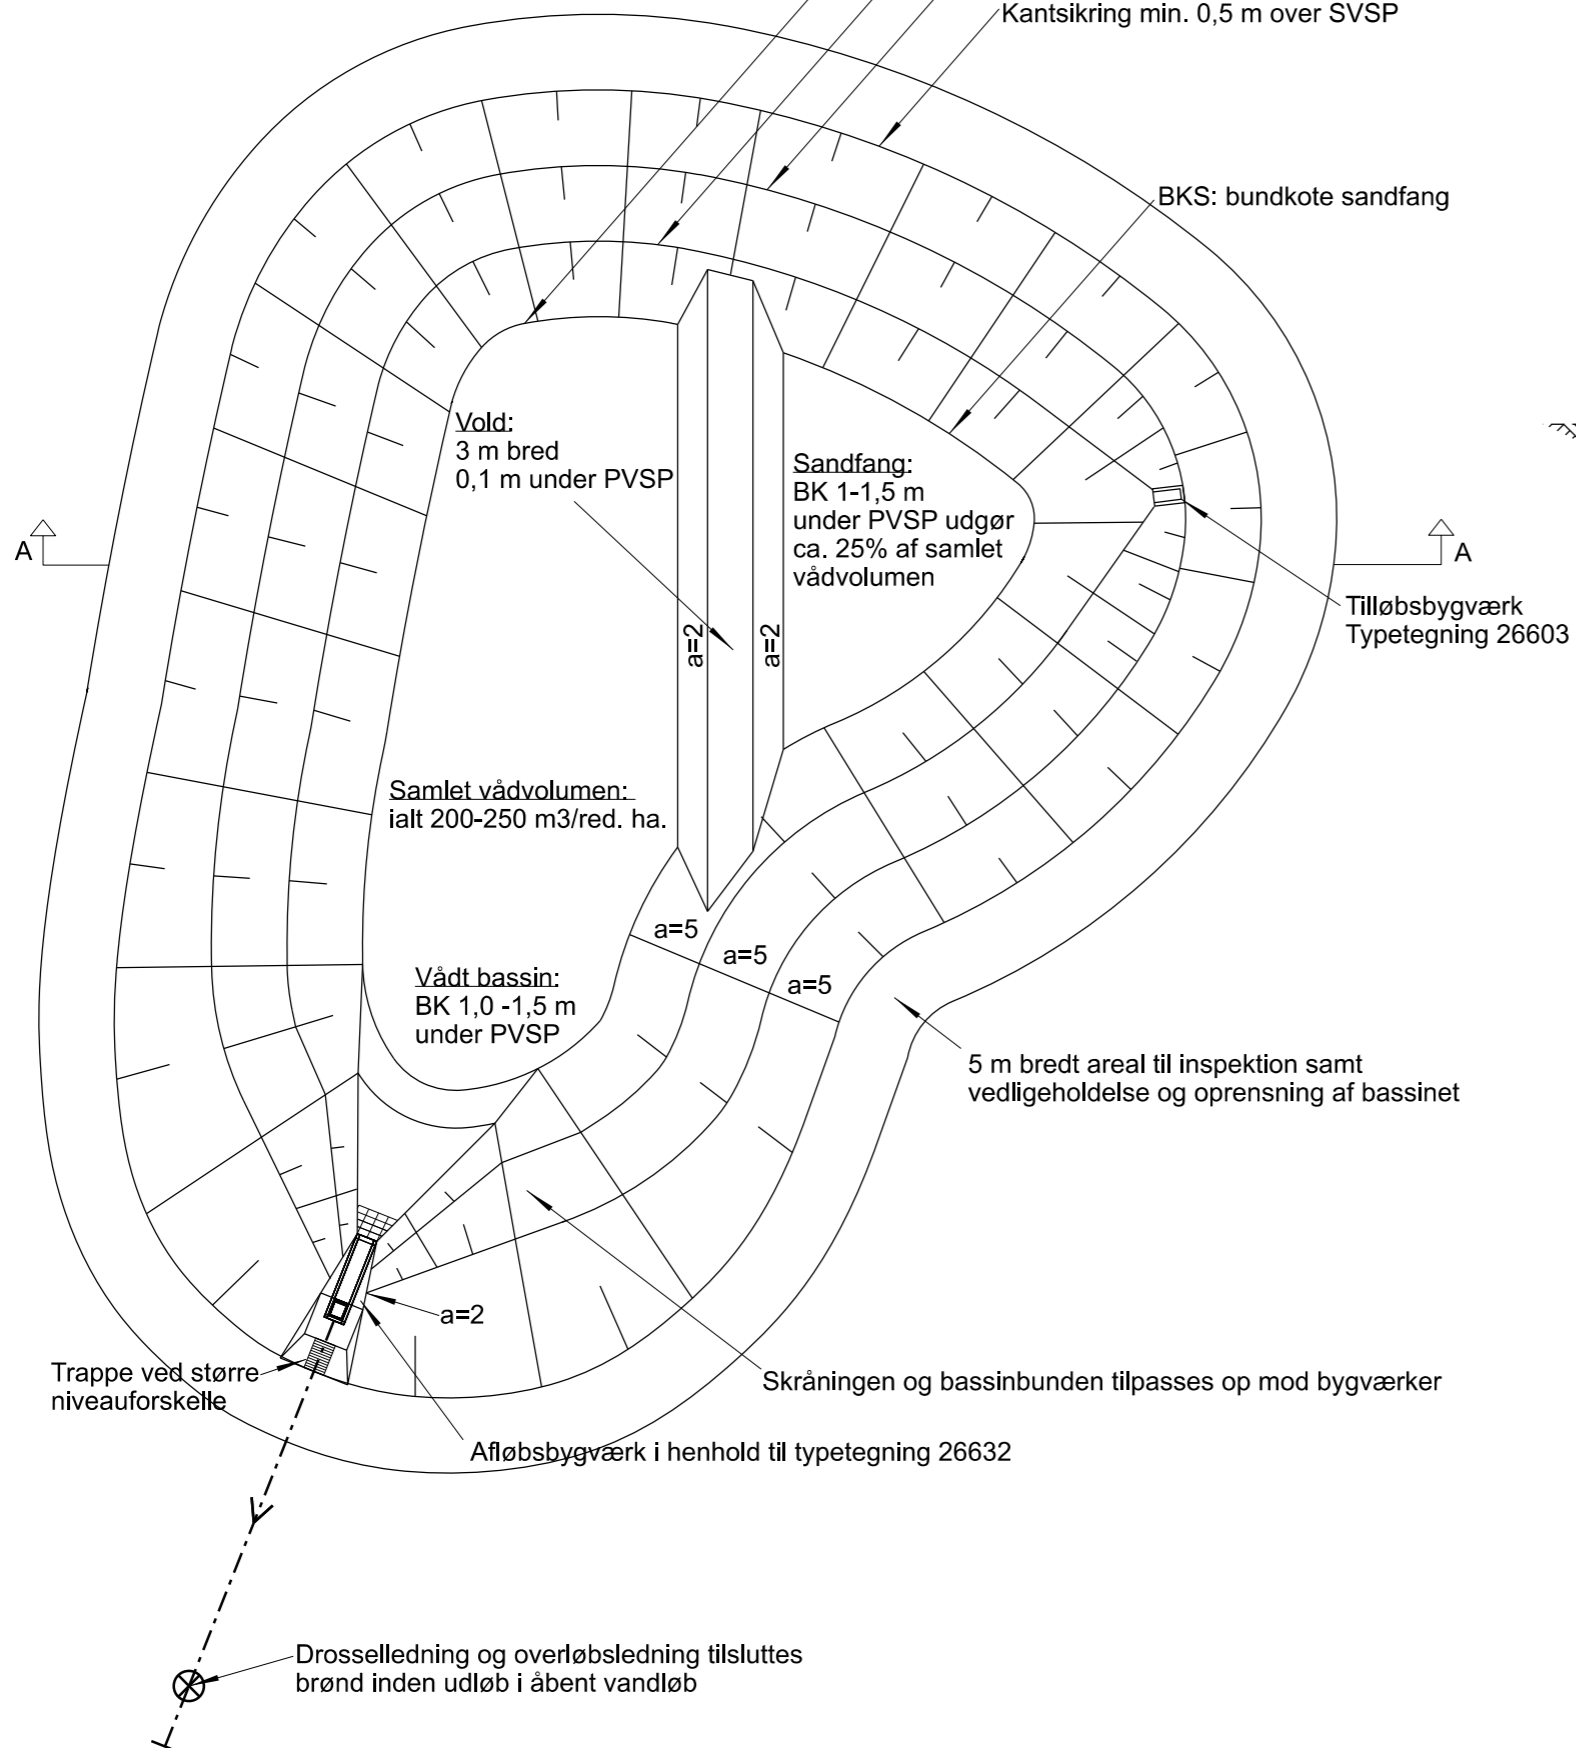 Kantsikring min. 0,5 m over SVSP
BKS: bundkote sandfang
Vold:
3 m bred
0,1 m under PVSP
Sandfang:
BK 1-1,5 m
under PVSP udgør
ca. 25% af samlet
vådvolumen
A
A
Tilløbsbygværk
Typetegning 26603
a=2
a=2
Samlet vådvolumen:
ialt 200-250 m3/red. ha.
a=5
a=5
a=5
Vådt bassin:
BK 1,0 -1,5 m
under PVSP
5 m bredt areal til inspektion samt
vedligeholdelse og oprensning af bassinet
a=2
Trappe ved større
niveauforskelle
Skråningen og bassinbunden tilpasses op mod bygværker
Afløbsbygværk i henhold til typetegning 26632
Drosselledning og overløbsledning tilsluttes
brønd inden udløb i åbent vandløb